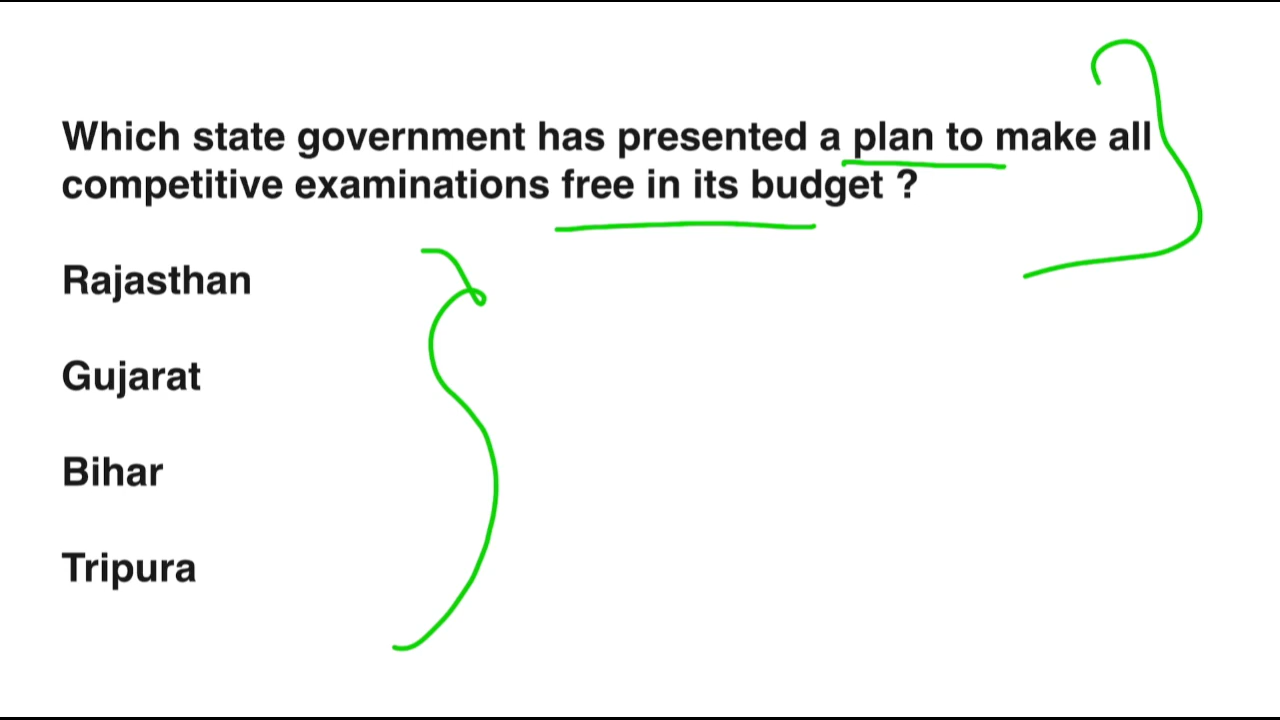 Which state government has presented a plan to make all
competitive examinations free in its budget ?
Rajasthan
Gujarat
Bihar
Tripura